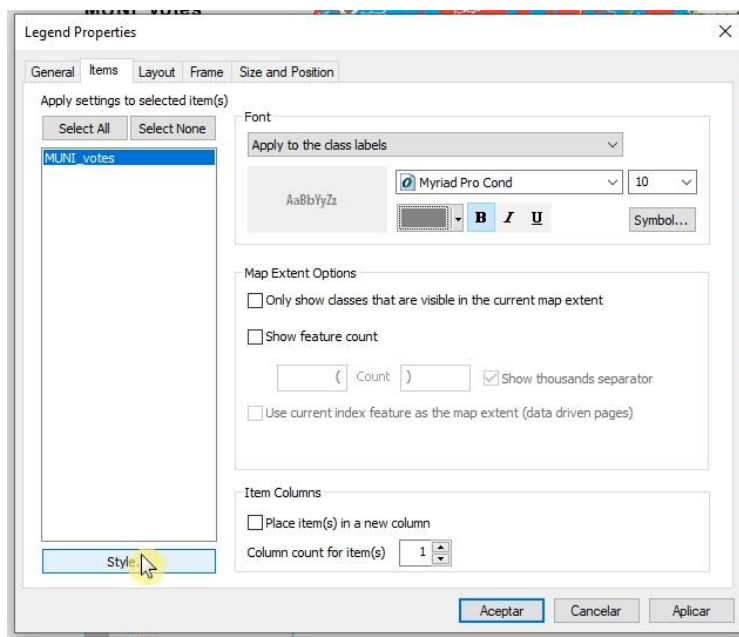 MUNI_votes
Legend Properties
General Items Layout Frame Size and Position
Apply settings to selected item(s)
Select All Select None
MUNI_votes
Style...
Font
Apply to the class labels
AaBbYyZz
Myriad Pro Cond 10
B I U Symbol...
Map Extent Options
Only show classes that are visible in the current map extent
Show feature count
( Count ) Show thousands separator
Use current index feature as the map extent (data driven pages)
Item Columns
Place item(s) in a new column
Column count for item(s) 1
Aceptar Cancelar Aplicar